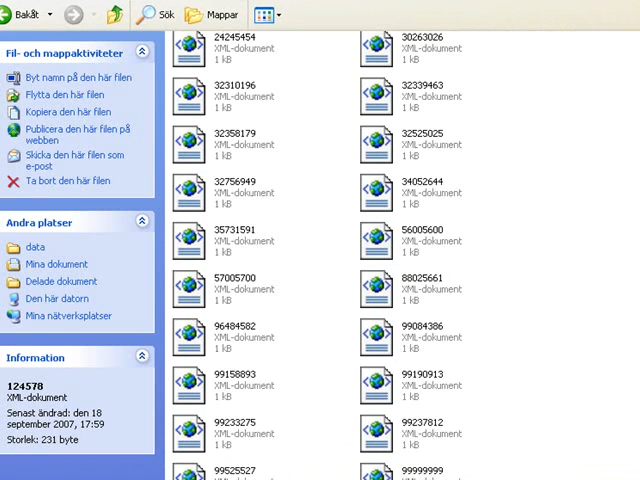 Bakåt Sök Mappar
Fil- och mappaktiviteter
Byt namn på den här filen
Flytta den här filen
Kopiera den här filen
Publicera den här filen på
webben
Skicka den här filen som
e-post
Ta bort den här filen
Andra platser
data
Mina dokument
Delade dokument
Den här datorn
Mina nätverksplatser
Information
124578
XML-dokument
Senast ändrad: den 18
september 2007, 17:59
Storlek: 231 byte
24245454 30263026
XML-dokument XML-dokument
1 kB 1 kB
32310196 32339463
XML-dokument XML-dokument
1 kB 1 kB
32358179 32525025
XML-dokument XML-dokument
1 kB 1 kB
32756949 34052644
XML-dokument XML-dokument
1 kB 1 kB
35731591 56005600
XML-dokument XML-dokument
1 kB 1 kB
57005700 88025661
XML-dokument XML-dokument
1 kB 1 kB
96484582 99084386
XML-dokument XML-dokument
1 kB 1 kB
99158893 99190913
XML-dokument XML-dokument
1 kB 1 kB
99233275 99237812
XML-dokument XML-dokument
1 kB 1 kB
99525527 99999999